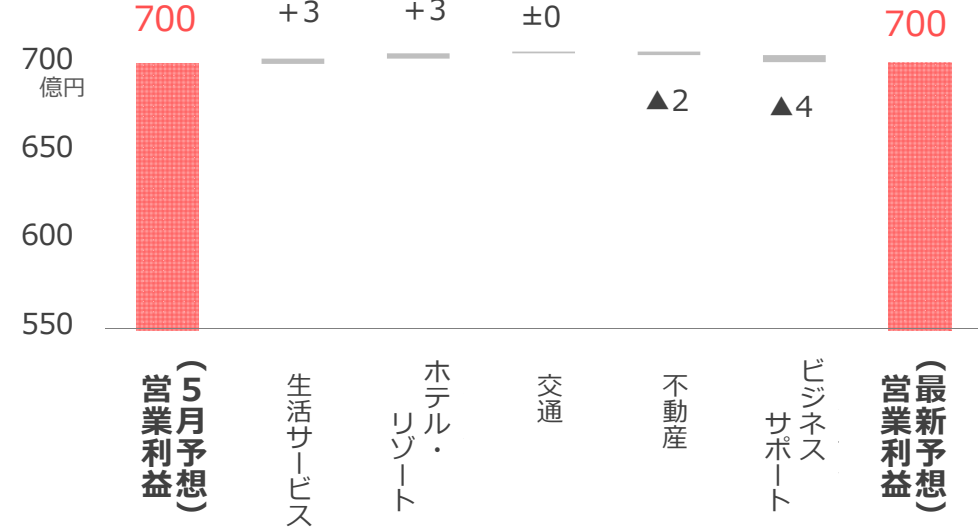 700
+3
+3
±0
700
700
億円
▲2
▲4
650
600
550
営業利益
（5月予想）
生活サービス
ホテル・
リゾート
交通
不動産
ビジネス
サポート
営業利益
（最新予想）